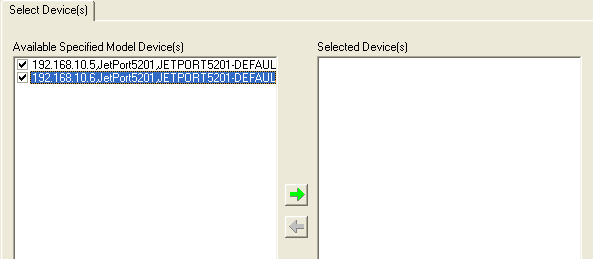 Select Device(s)
Available Specified Model Device(s)
Selected Device(s)
192.168.10.5,JetPort5201,JETPORT5201-DEFAUL
192.168.10.6,JetPort5201,JETPORT5201-DEFAUL